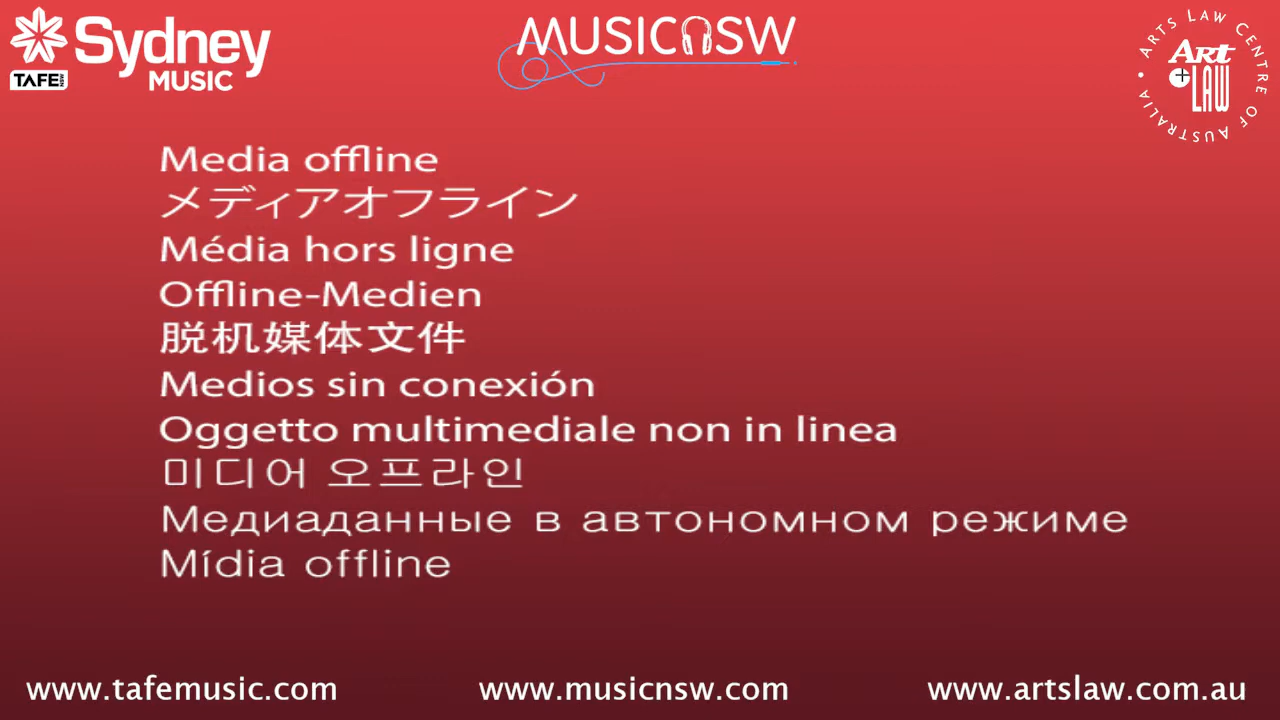 Sydney
TAFE NSW
MUSIC
MUSICNSW
ARTS LAW CENTRE OF AUSTRALIA
ART + LAW
Media offline
メディアオフライン
Média hors ligne
Offline-Medien
脱机媒体文件
Medios sin conexión
Oggetto multimediale non in linea
미디어 오프라인
Медиаданные в автономном режиме
Mídia offline
www.tafemusic.com
www.musicnsw.com
www.artslaw.com.au